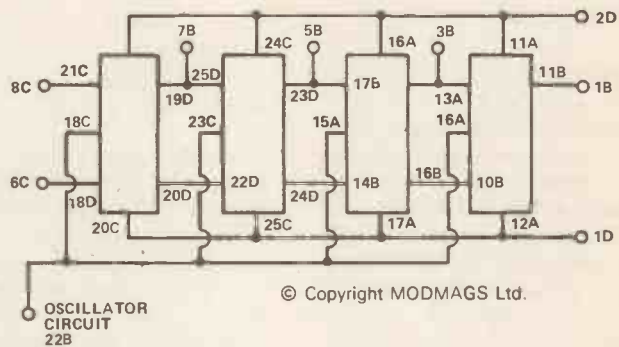 7B
5B
3B
2D
24C
16A
11A
8C
21C
25D
19D
23D
17B
13A
11B
1B
18C
23C
15A
16A
6C
18D
20D
22D
24D
14B
16B
10B
20C
25C
17A
12A
1D
© Copyright MODMAGS Ltd.
OSCILLATOR
CIRCUIT
22B